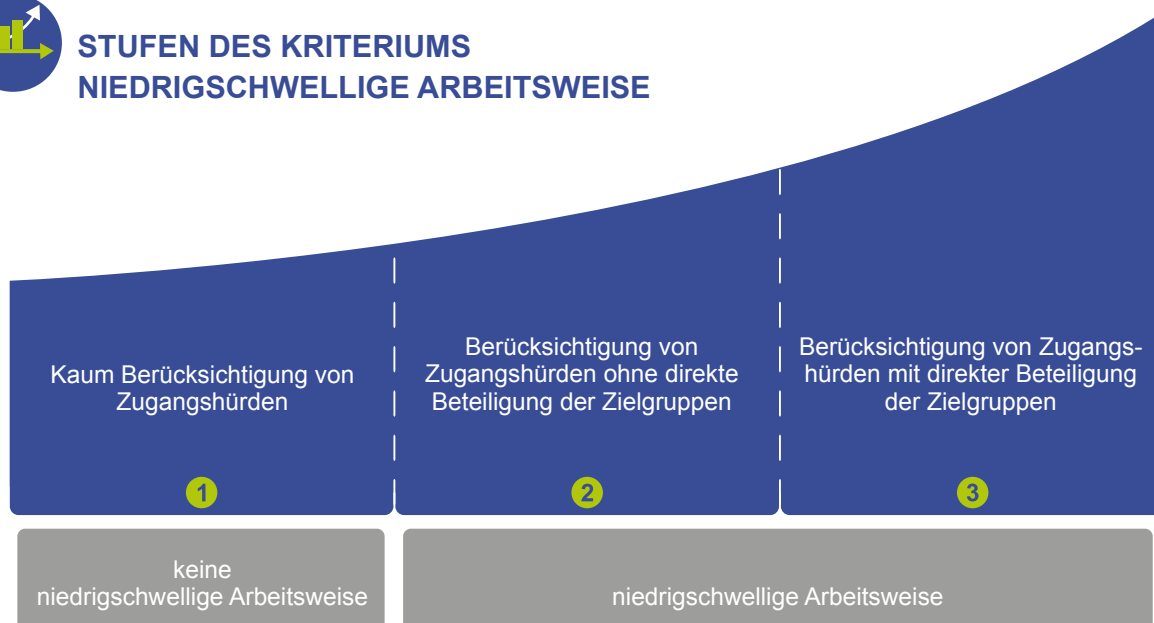 STUFEN DES KRITERIUMS
NIEDRIGSCHWELLIGE ARBEITSWEISE
Kaum Berücksichtigung von
Zugangshürden
1
Berücksichtigung von
Zugangshürden ohne direkte
Beteiligung der Zielgruppen
2
Berücksichtigung von Zugangs-
hürden mit direkter Beteiligung
der Zielgruppen
3
keine
niedrigschwellige Arbeitsweise
niedrigschwellige Arbeitsweise